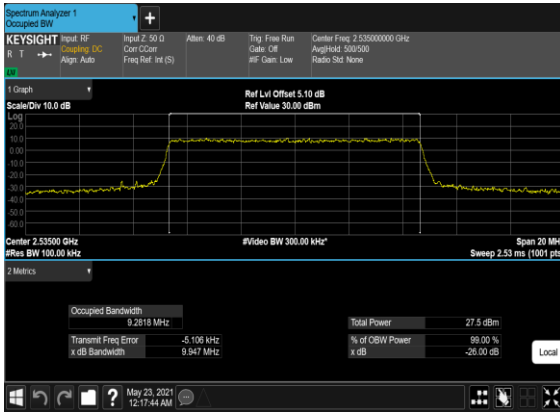 Spectrum Analyzer 1
Occupied BW
KEYSIGHT
R T
LW
Input: RF
Coupling: DC
Align: Auto
Input Z: 50 Ω
Corr CCorr
Freq Ref: Int (S)
Atten: 40 dB
Trig: Free Run
Gate: Off
#IF Gain: Low
Center Freq: 2.535000000 GHz
Avg|Hold: 500/500
Radio Std: None
1 Graph
Scale/Div 10.0 dB
Ref Lvl Offset 5.10 dB
Ref Value 30.00 dBm
Log
20.0
10.0
0.00
-10.0
-20.0
-30.0
-40.0
-50.0
-60.0
Center 2.53500 GHz
#Res BW 100.00 kHz
#Video BW 300.00 kHz*
Span 20 MH
Sweep 2.53 ms (1001 pts
2 Metrics
Occupied Bandwidth
9.2818 MHz
Total Power 27.5 dBm
Transmit Freq Error -5.106 kHz
% of OBW Power 99.00 %
x dB Bandwidth 9.947 MHz
x dB -26.00 dB
Local
May 23, 2021
12:17:44 AM